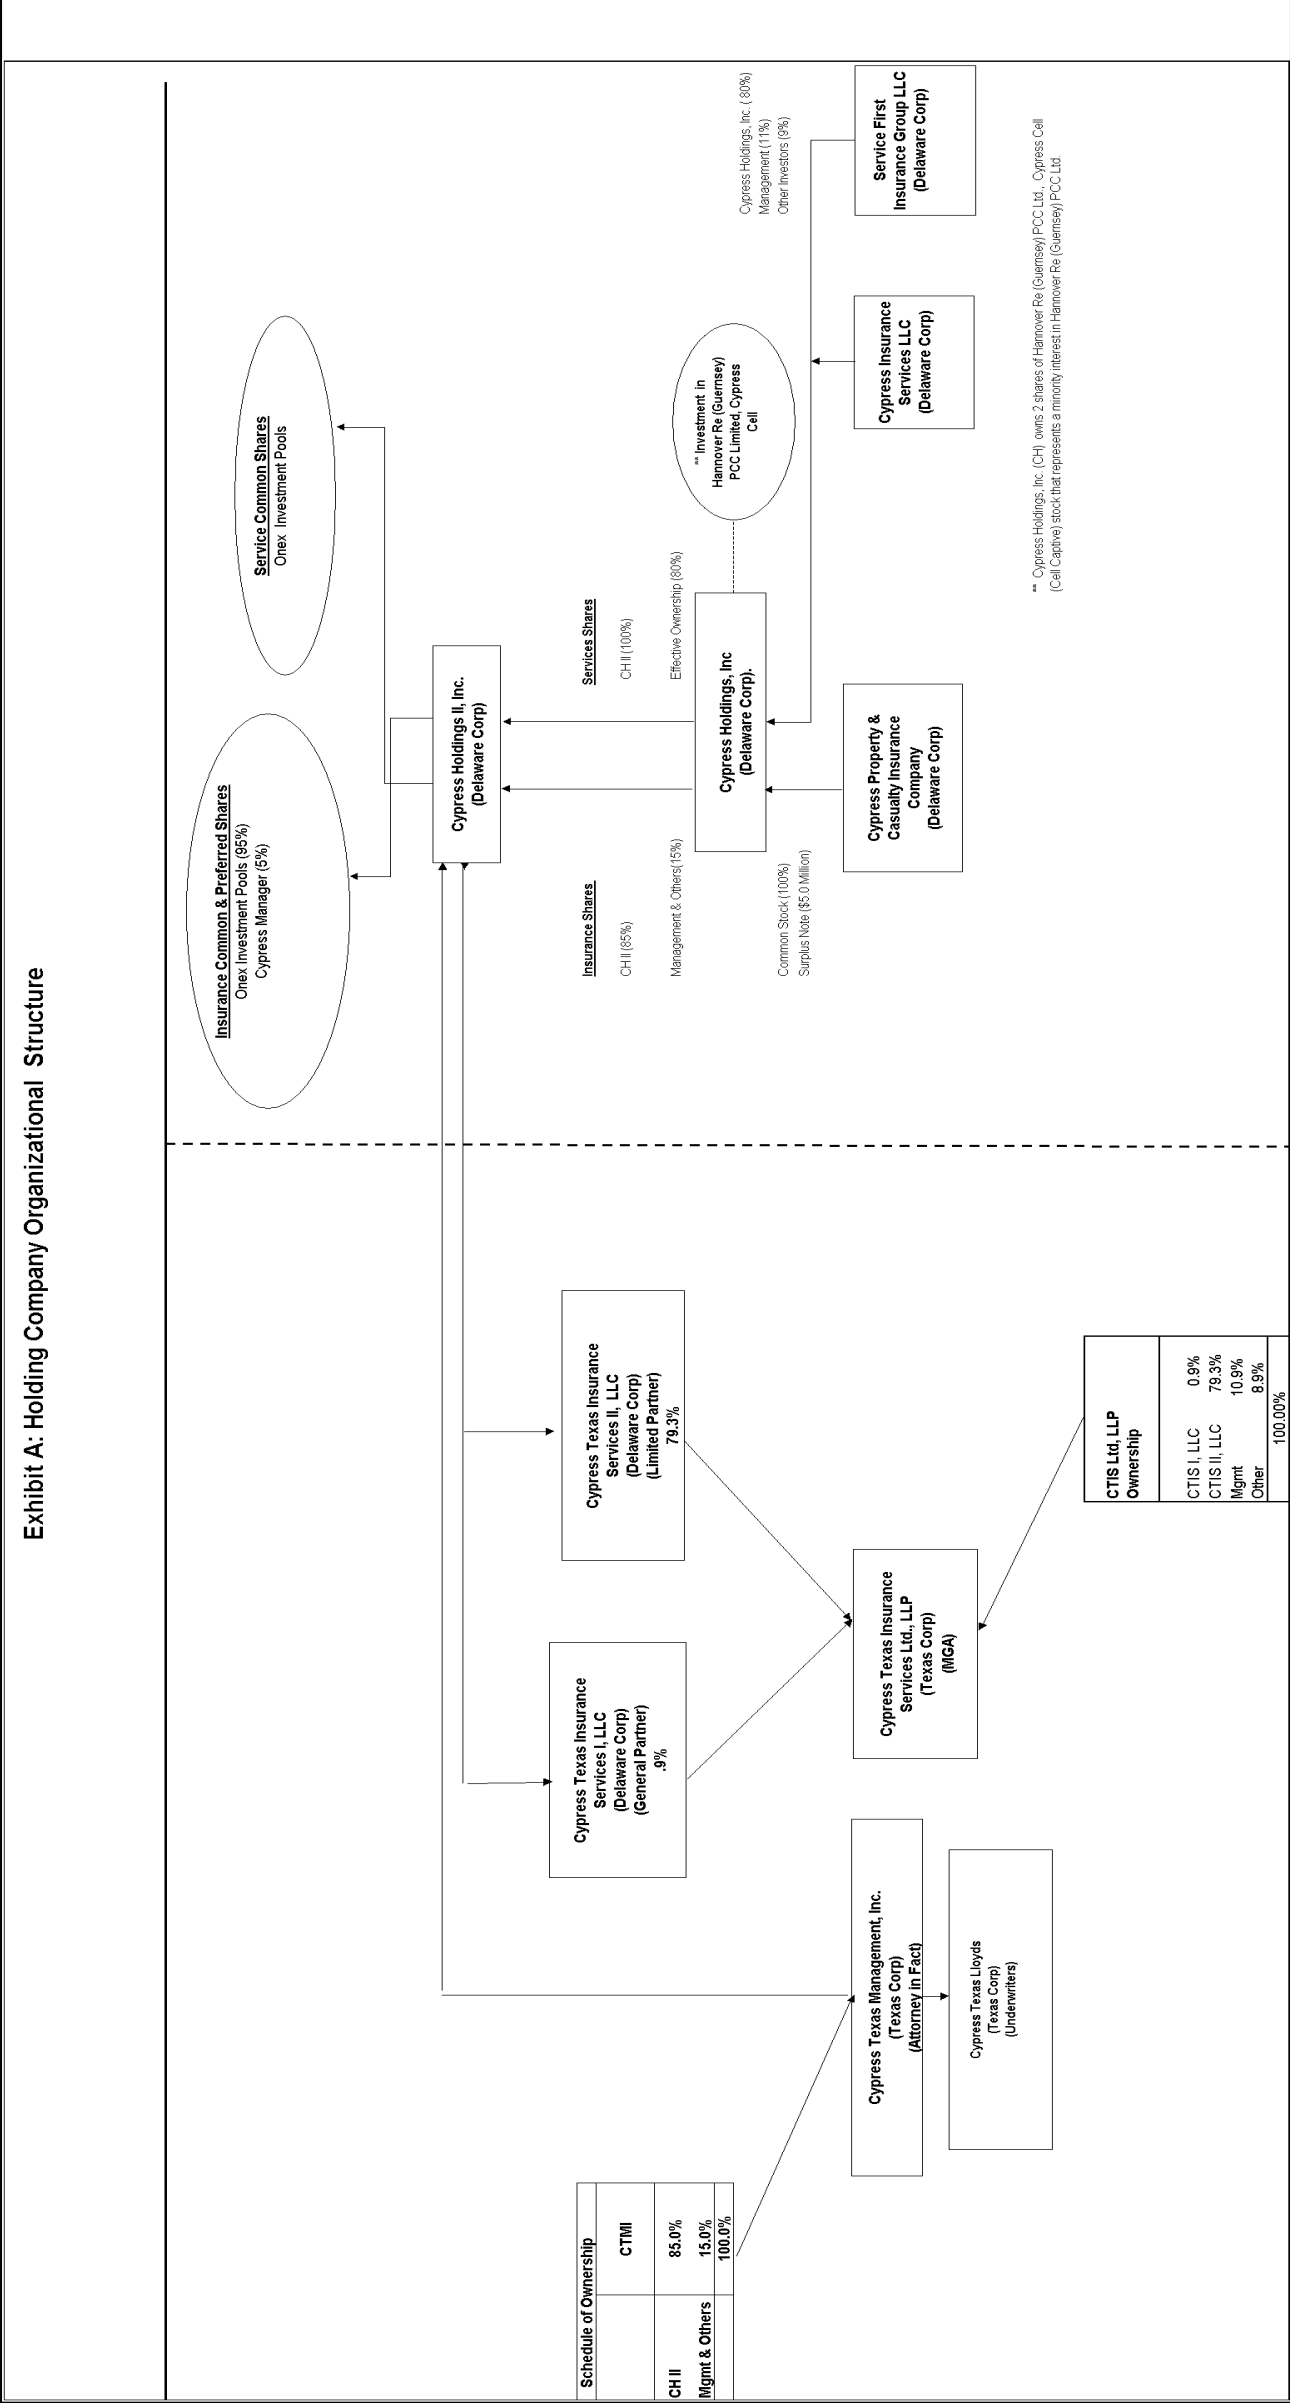 Exhibit A: Holding Company Organizational Structure
Insurance Common & Preferred Shares
Onex Investment Pools (95%)
Cypress Manager (5%)
Service Common Shares
Onex Investment Pools
Cypress Holdings II, Inc.
(Delaware Corp)
Insurance Shares
CH II (85%)
Management & Others(15%)
Services Shares
CH II (100%)
Effective Ownership (80%)
Cypress Holdings, Inc
(Delaware Corp).
** Investment in
Hannover Re (Guernsey)
PCC Limited, Cypress
Cell
Common Stock (100%)
Surplus Note ($5.0 Million)
Cypress Holdings, Inc. ( 80%)
Management (11%)
Other Investors (9%)
Cypress Property &
Casualty Insurance
Company
(Delaware Corp)
Cypress Insurance
Services LLC
(Delaware Corp)
Service First
Insurance Group LLC
(Delaware Corp)
** Cypress Holdings, Inc. (CH) owns 2 shares of Hannover Re (Guernsey) PCC Ltd., Cypress Cell
(Cell Captive) stock that represents a minority interest in Hannover Re (Guernsey) PCC Ltd.
Schedule of Ownership
CTMI
CH II 85.0%
Mgmt & Others 15.0%
100.0%
Cypress Texas Insurance
Services I, LLC
(Delaware Corp)
(General Partner)
.9%
Cypress Texas Insurance
Services II, LLC
(Delaware Corp)
(Limited Partner)
79.3%
Cypress Texas Management, Inc.
(Texas Corp)
(Attorney in Fact)
Cypress Texas Lloyds
(Texas Corp)
(Underwriters)
Cypress Texas Insurance
Services Ltd., LLP
(Texas Corp)
(MGA)
CTIS Ltd, LLP
Ownership
CTIS I, LLC 0.9%
CTIS II, LLC 79.3%
Mgmt 10.9%
Other 8.9%
100.00%